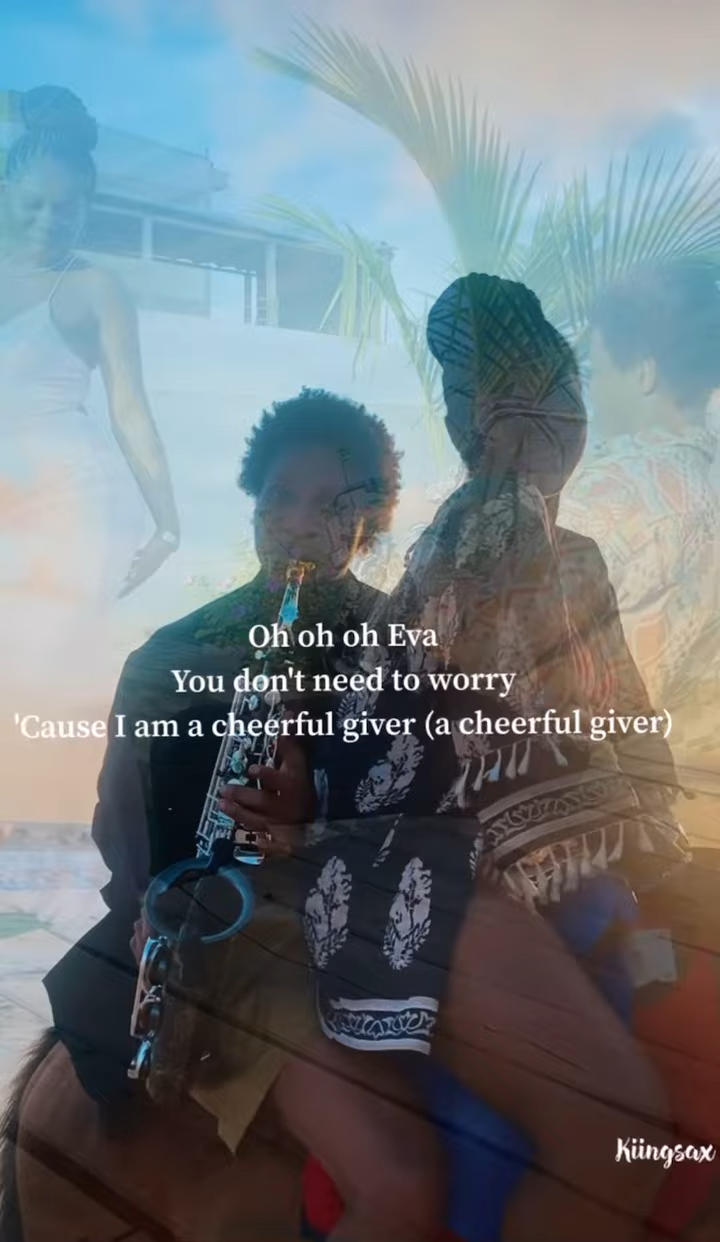 Oh oh oh Eva
You don't need to worry
'Cause I am a cheerful giver (a cheerful giver)
Kiingsax